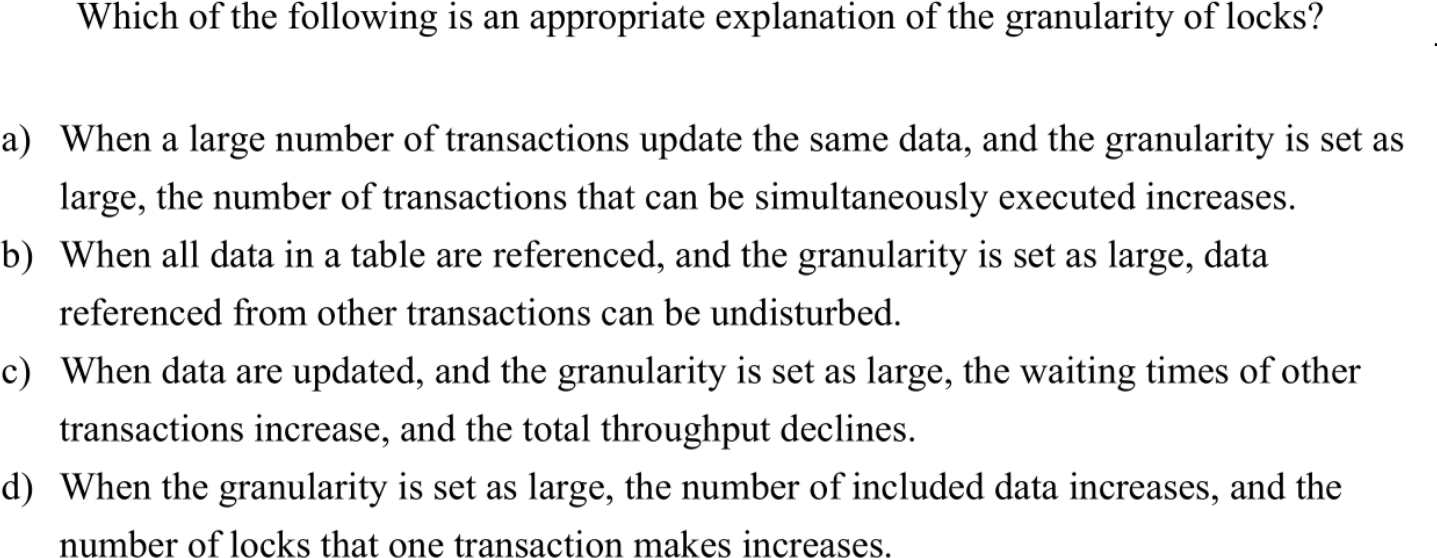 Which of the following is an appropriate explanation of the granularity of locks?
a) When a large number of transactions update the same data, and the granularity is set as
large, the number of transactions that can be simultaneously executed increases.
b) When all data in a table are referenced, and the granularity is set as large, data
referenced from other transactions can be undisturbed.
c) When data are updated, and the granularity is set as large, the waiting times of other
transactions increase, and the total throughput declines.
d) When the granularity is set as large, the number of included data increases, and the
number of locks that one transaction makes increases.